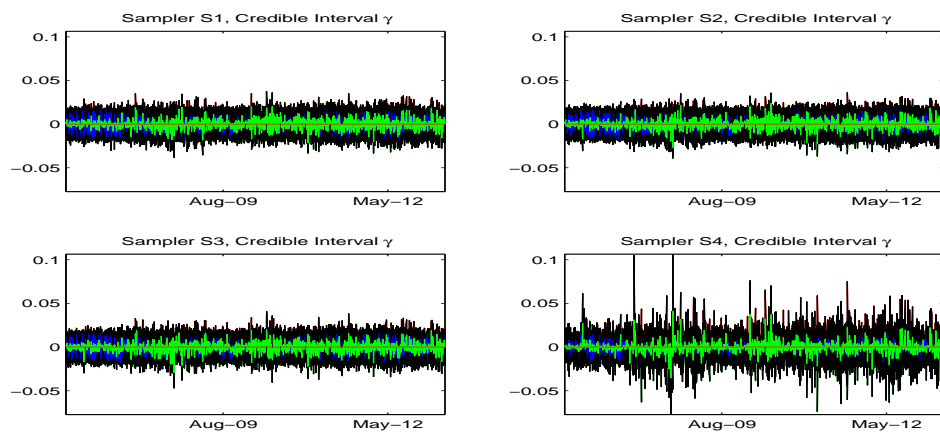 Sampler S1, Credible Interval γ
0.1
0.05
0
−0.05
Aug−09
May−12
Sampler S2, Credible Interval γ
0.1
0.05
0
−0.05
Aug−09
May−12
Sampler S3, Credible Interval γ
0.1
0.05
0
−0.05
Aug−09
May−12
Sampler S4, Credible Interval γ
0.1
0.05
0
−0.05
Aug−09
May−12